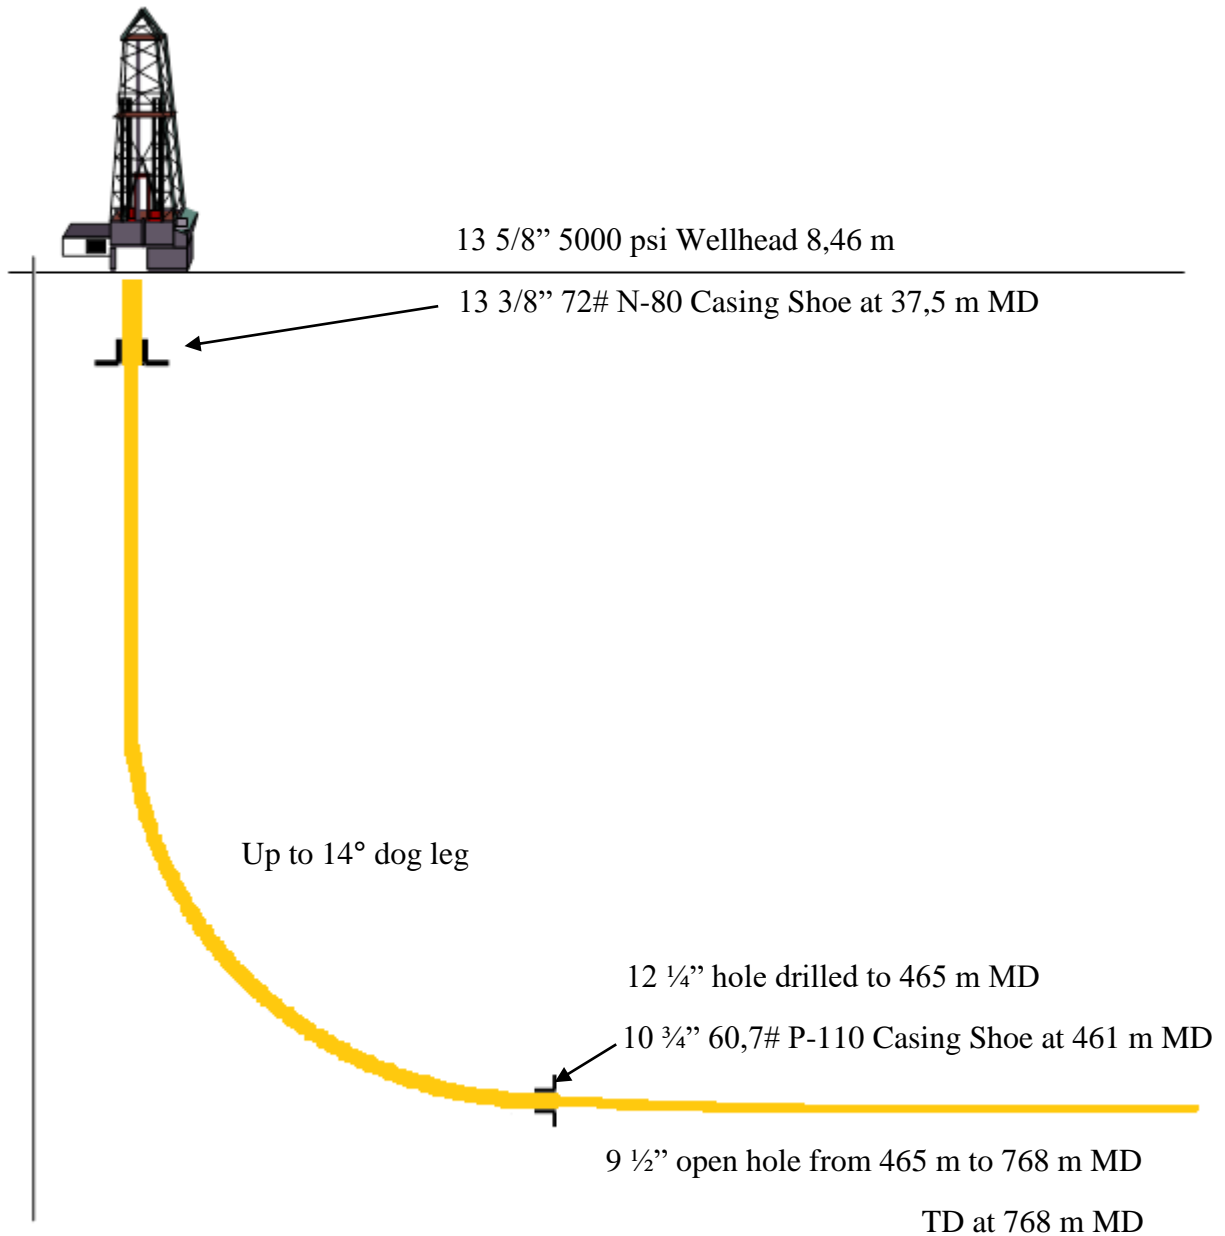 13 5/8” 5000 psi Wellhead 8,46 m
13 3/8” 72# N-80 Casing Shoe at 37,5 m MD
Up to 14° dog leg
12 ¼” hole drilled to 465 m MD
10 ¾” 60,7# P-110 Casing Shoe at 461 m MD
9 ½” open hole from 465 m to 768 m MD
TD at 768 m MD